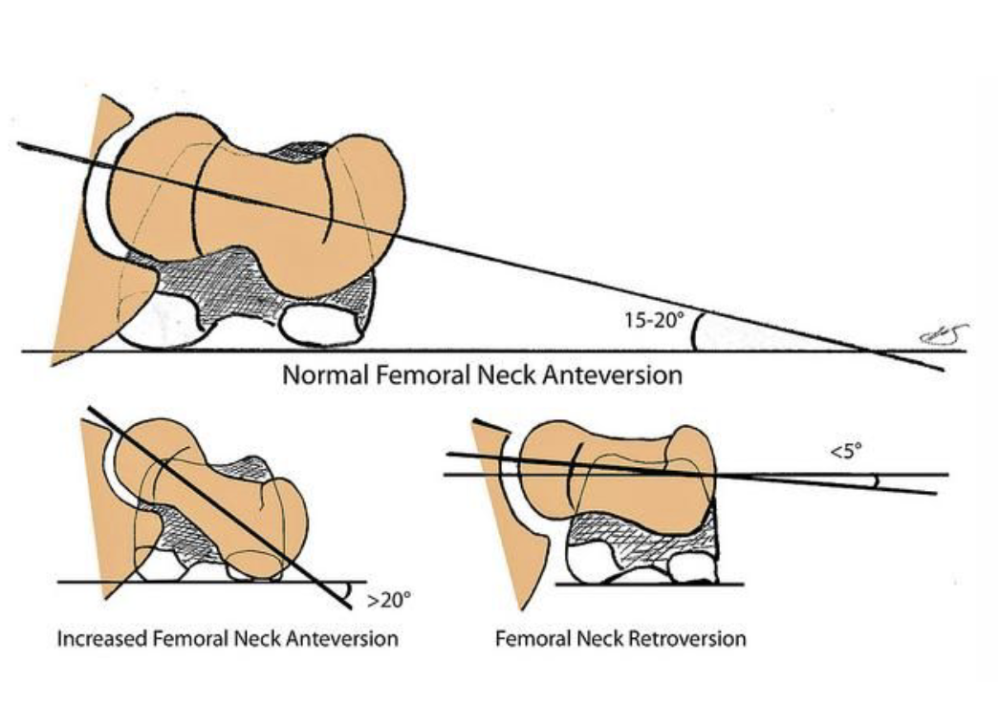 15-20°
Normal Femoral Neck Anteversion
<5°
>20°
Increased Femoral Neck Anteversion
Femoral Neck Retroversion